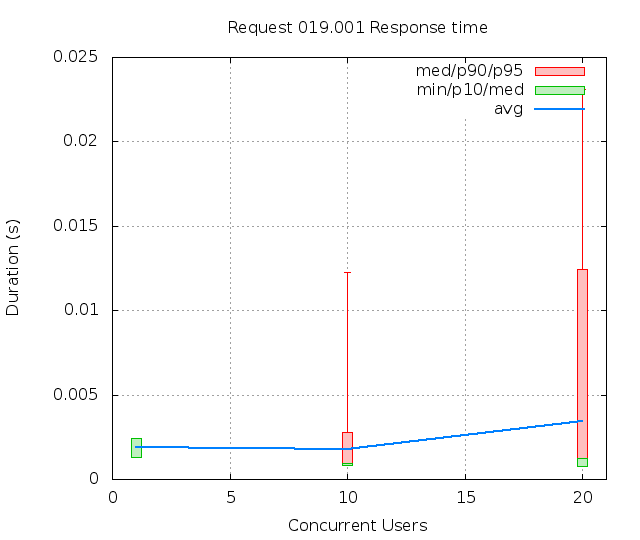 Request 019.001 Response time
0.025
0.02
0.015
0.01
0.005
0
Duration (s)
med/p90/p95
min/p10/med
avg
0 5 10 15 20
Concurrent Users